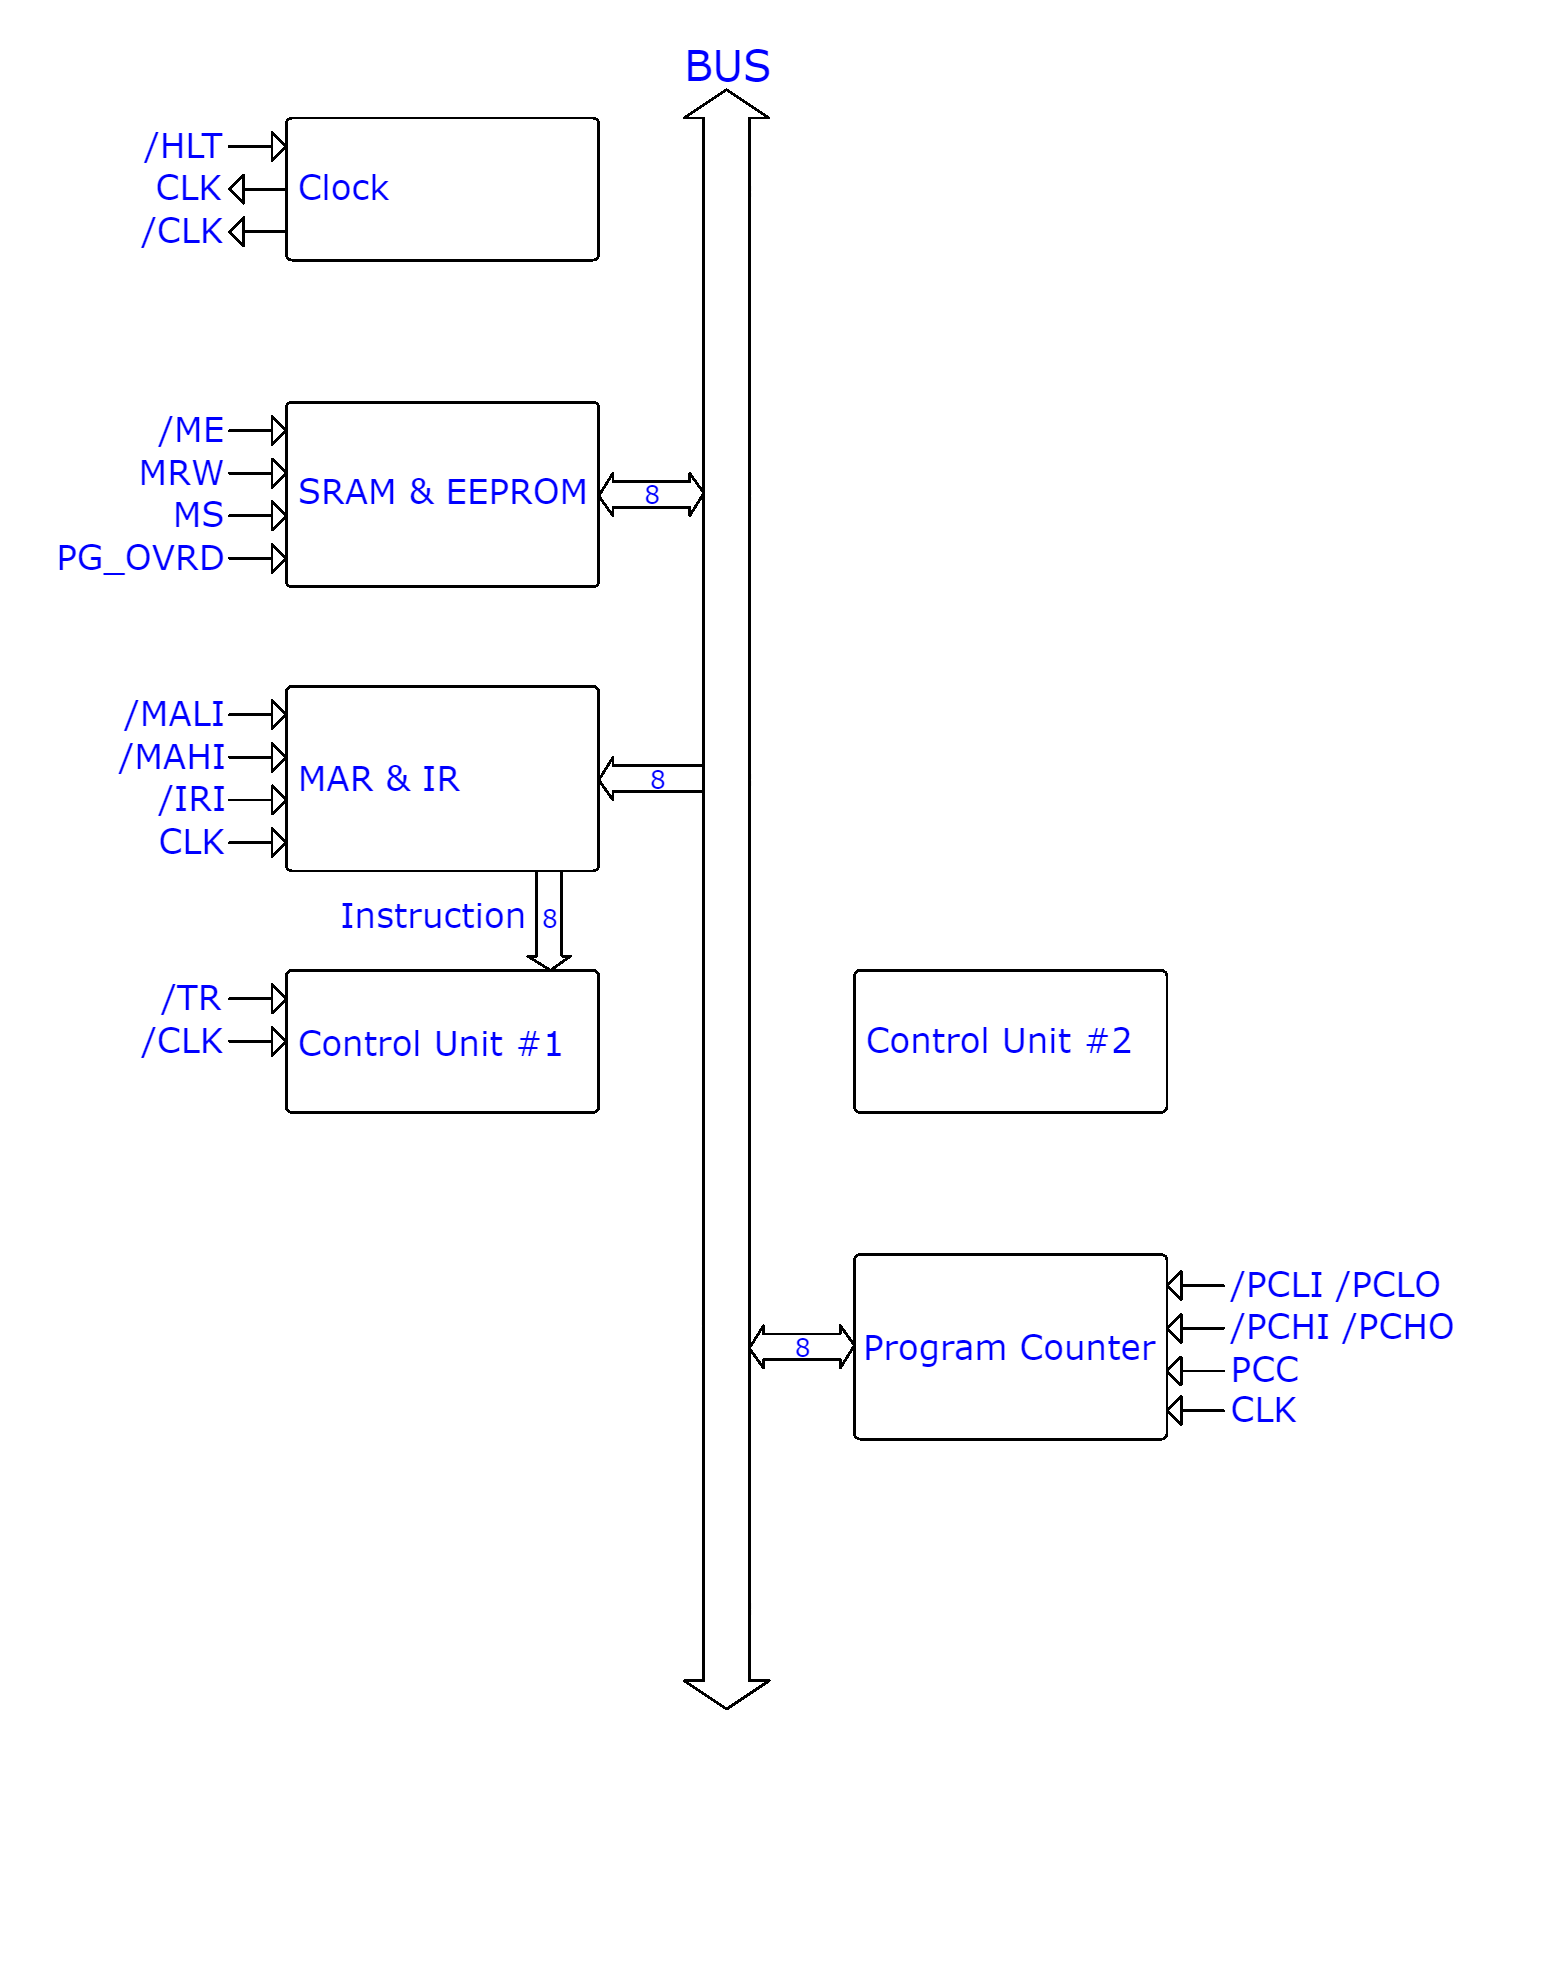 BUS
/HLT
CLK
/CLK
Clock
/ME
MRW
MS
PG_OVRD
SRAM & EEPROM
8
/MALI
/MAHI
/IRI
CLK
MAR & IR
8
Instruction
8
/TR
/CLK
Control Unit #1
Control Unit #2
8
Program Counter
/PCLI /PCLO
/PCHI /PCHO
PCC
CLK